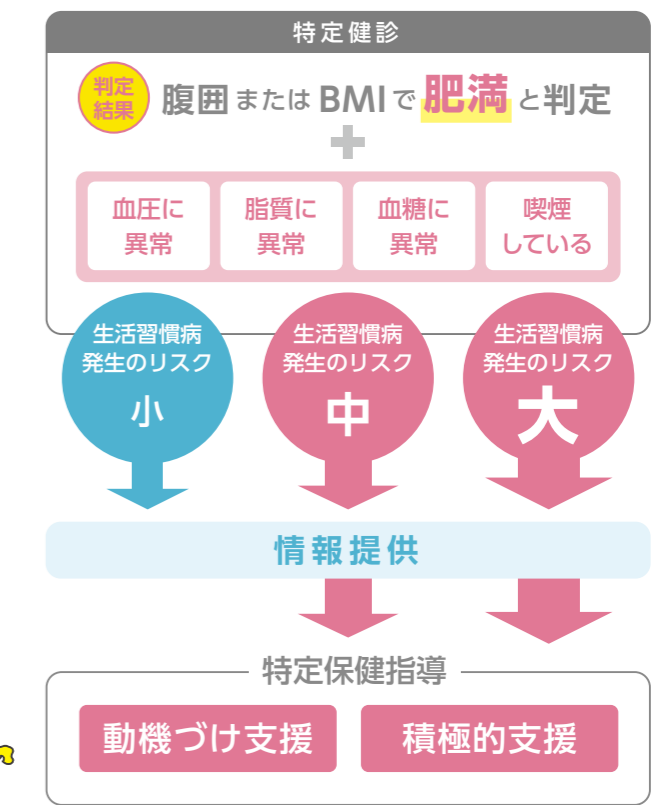 特定健診
判定
結果
腹囲またはBMIで肥満と判定
血圧に
異常
脂質に
異常
血糖に
異常
喫煙
している
生活習慣病
発生のリスク
小
生活習慣病
発生のリスク
中
生活習慣病
発生のリスク
大
情報提供
特定保健指導
動機づけ支援
積極的支援